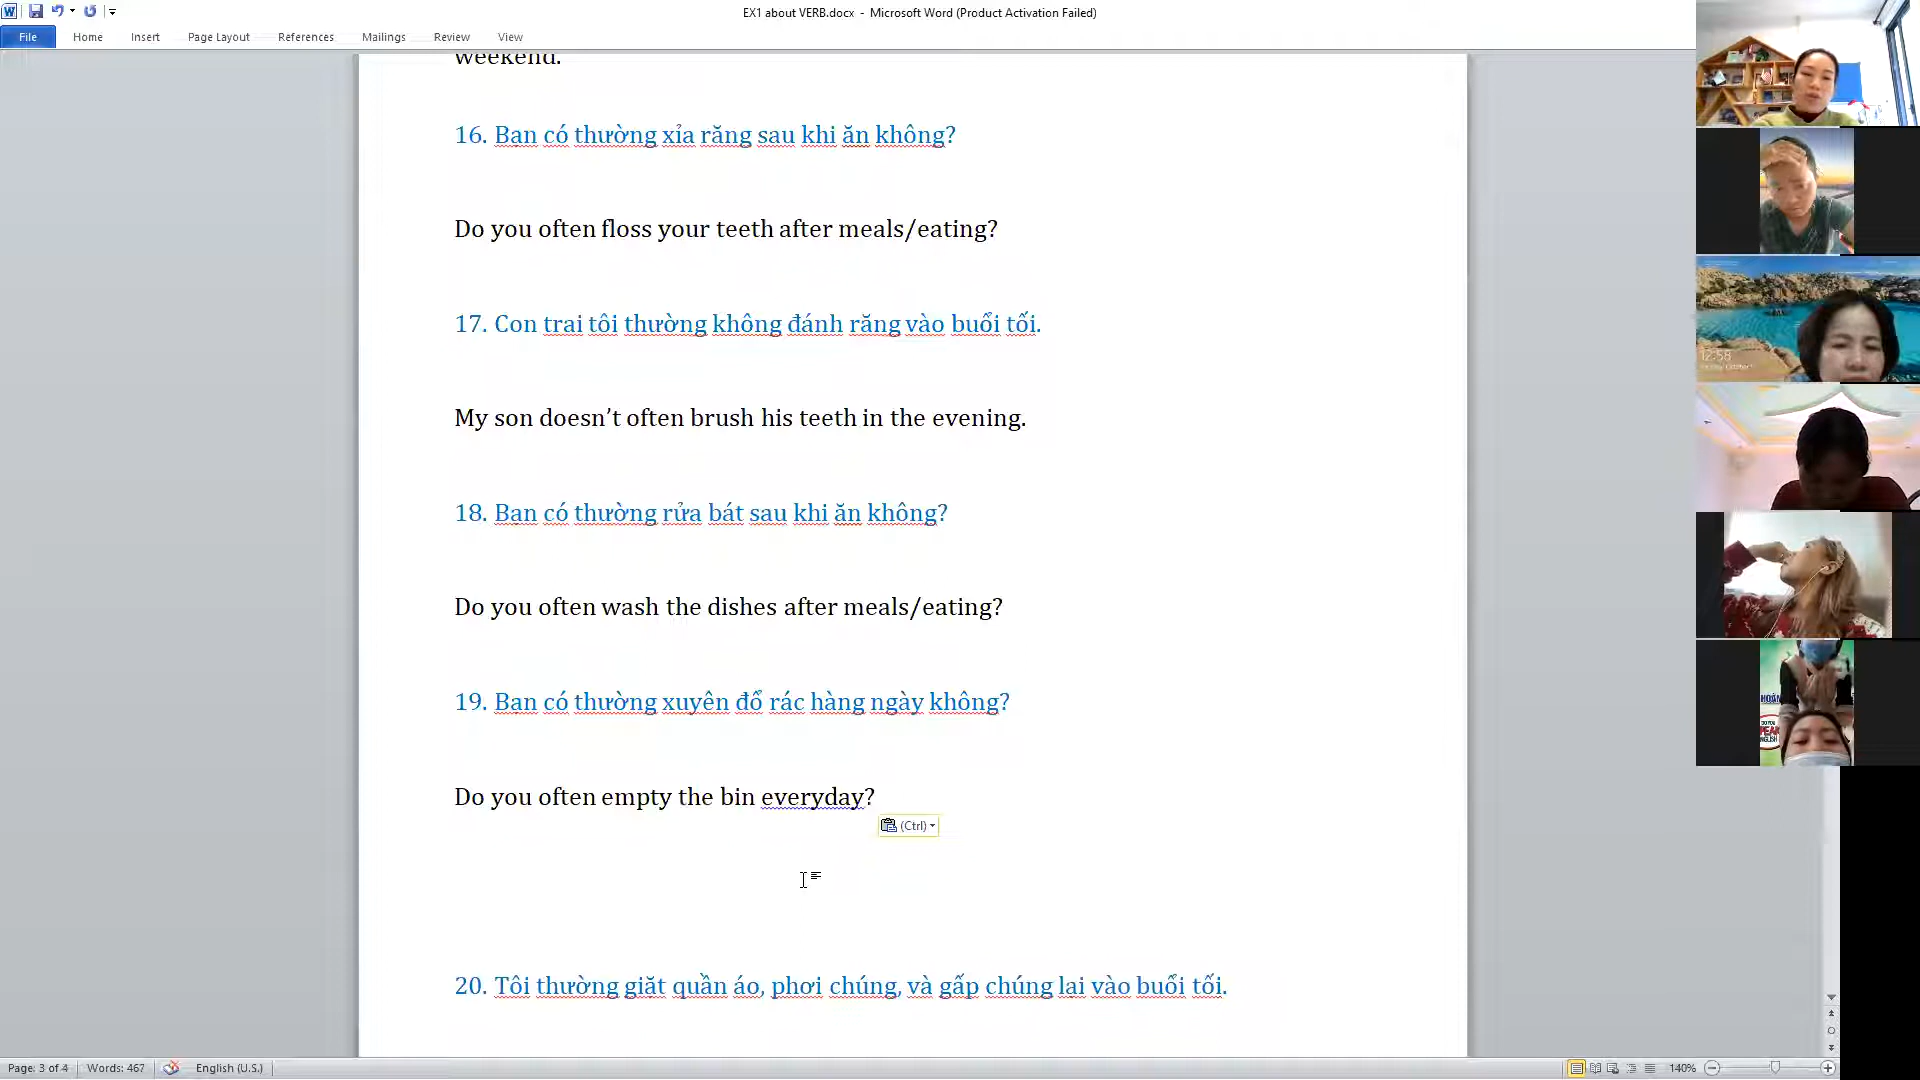 EX1 about VERB.docx - Microsoft Word (Product Activation Failed)
File Home Insert Page Layout References Mailings Review View
weekend.
16. Bạn có thường xỉa răng sau khi ăn không?
Do you often floss your teeth after meals/eating?
17. Con trai tôi thường không đánh răng vào buổi tối.
My son doesn’t often brush his teeth in the evening.
18. Bạn có thường rửa bát sau khi ăn không?
Do you often wash the dishes after meals/eating?
19. Bạn có thường xuyên đổ rác hàng ngày không?
Do you often empty the bin everyday?
(Ctrl)
20. Tôi thường giặt quần áo, phơi chúng, và gấp chúng lại vào buổi tối.
Page: 3 of 4 Words: 467 English (U.S.) 140%
12:58
ENGLISH